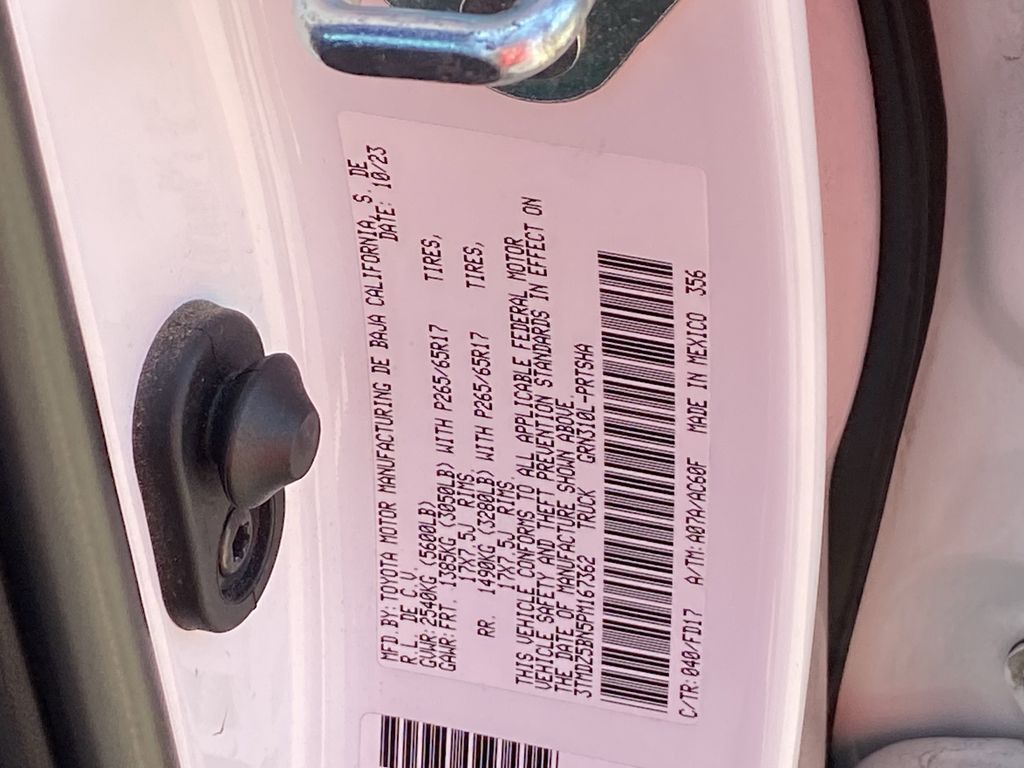 MFD.BY: TOYOTA MOTOR MANUFACTURING DE BAJA CALIFORNIA, S. DE
R.L. DE C.V. DATE: 10/23
GVWR: 2540KG (5600LB)
GAWR: FRT. 1385KG (3050LB) WITH P265/65R17 TIRES,
17X7.5J RIMS
RR. 1490KG (3280LB) WITH P265/65R17 TIRES,
17X7.5J RIMS
THIS VEHICLE CONFORMS TO ALL APPLICABLE FEDERAL MOTOR
VEHICLE SAFETY AND THEFT PREVENTION STANDARDS IN EFFECT ON
THE DATE OF MANUFACTURE SHOWN ABOVE.
3TMDZ5BN5PM167362 TRUCK GRN310L-PRTSHA
C/TR: 040/FD17 A/TM: A87A/AC60F MADE IN MEXICO 356